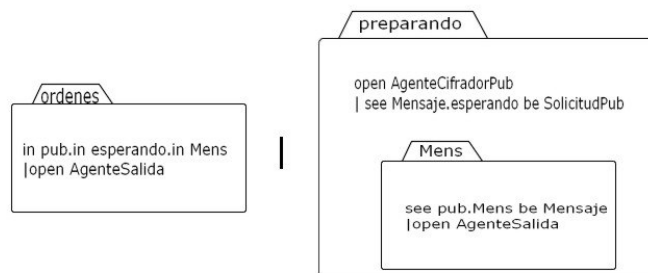 ordenes
in pub.in esperando.in Mens
|open AgenteSalida
|
preparando
open AgenteCifradorPub
| see Mensaje.esperando be SolicitudPub
Mens
see pub.Mens be Mensaje
|open AgenteSalida